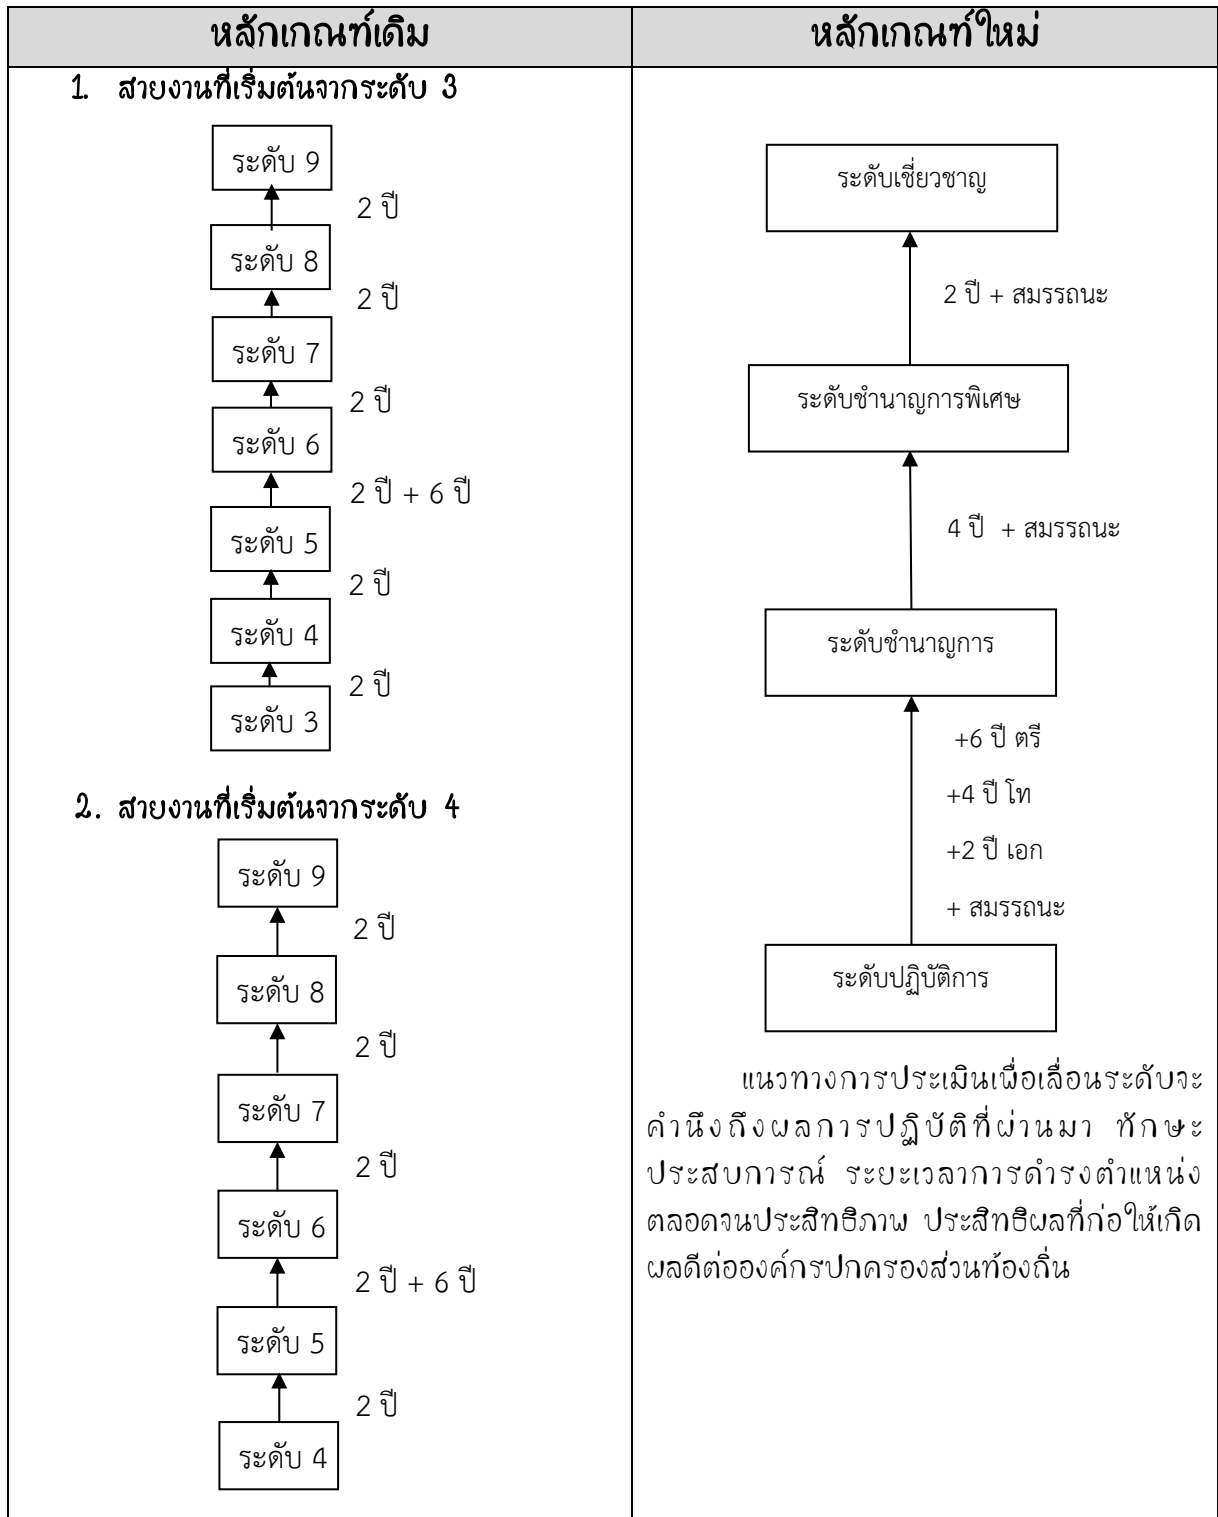 หลักเกณฑ์เดิม
1. สายงานที่เริ่มต้นจากระดับ 3
ระดับ 9
2 ปี
ระดับ 8
2 ปี
ระดับ 7
2 ปี
ระดับ 6
2 ปี + 6 ปี
ระดับ 5
2 ปี
ระดับ 4
2 ปี
ระดับ 3
2. สายงานที่เริ่มต้นจากระดับ 4
ระดับ 9
2 ปี
ระดับ 8
2 ปี
ระดับ 7
2 ปี
ระดับ 6
2 ปี + 6 ปี
ระดับ 5
2 ปี
ระดับ 4
หลักเกณฑ์ใหม่
ระดับเชี่ยวชาญ
2 ปี + สมรรถนะ
ระดับชำนาญการพิเศษ
4 ปี + สมรรถนะ
ระดับชำนาญการ
+6 ปี ตรี
+4 ปี โท
+2 ปี เอก
+ สมรรถนะ
ระดับปฏิบัติการ
แนวทางการประเมินเพื่อเลื่อนระดับจะ
คำนึงถึงผลการปฏิบัติที่ผ่านมา ทักษะ
ประสบการณ์ ระยะเวลาการดำรงตำแหน่ง
ตลอดจนประสิทธิภาพ ประสิทธิผลที่ก่อให้เกิด
ผลดีต่อองค์กรปกครองส่วนท้องถิ่น